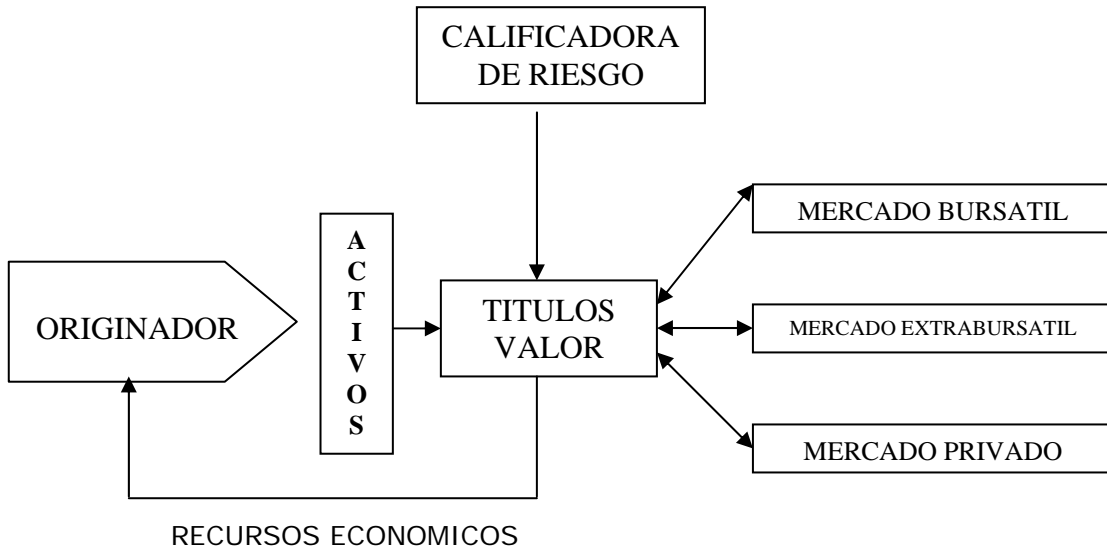 CALIFICADORA
DE RIESGO
MERCADO BURSATIL
A
C
T
I
V
O
S
ORIGINADOR
TITULOS
VALOR
MERCADO EXTRABURSATIL
MERCADO PRIVADO
RECURSOS ECONOMICOS